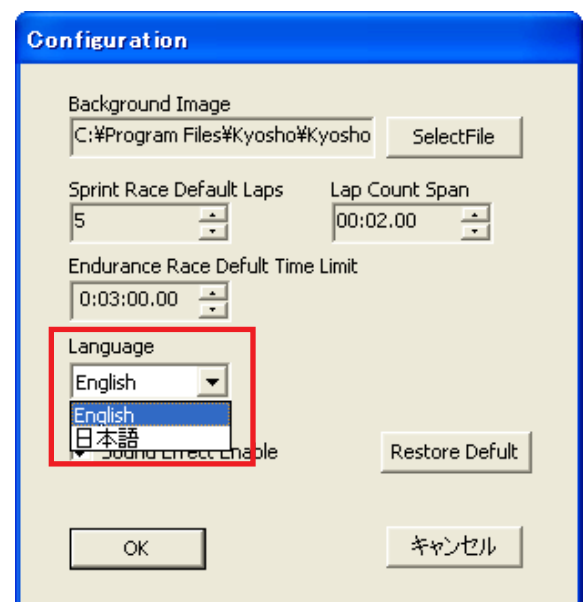 Configuration
Background Image
C:¥Program Files¥Kyosho¥Kyosho
SelectFile
Sprint Race Default Laps
Lap Count Span
5
00:02.00
Endurance Race Defult Time Limit
0:03:00.00
Language
English
English
日本語
Sound Effect Enable
Restore Defult
OK
キャンセル